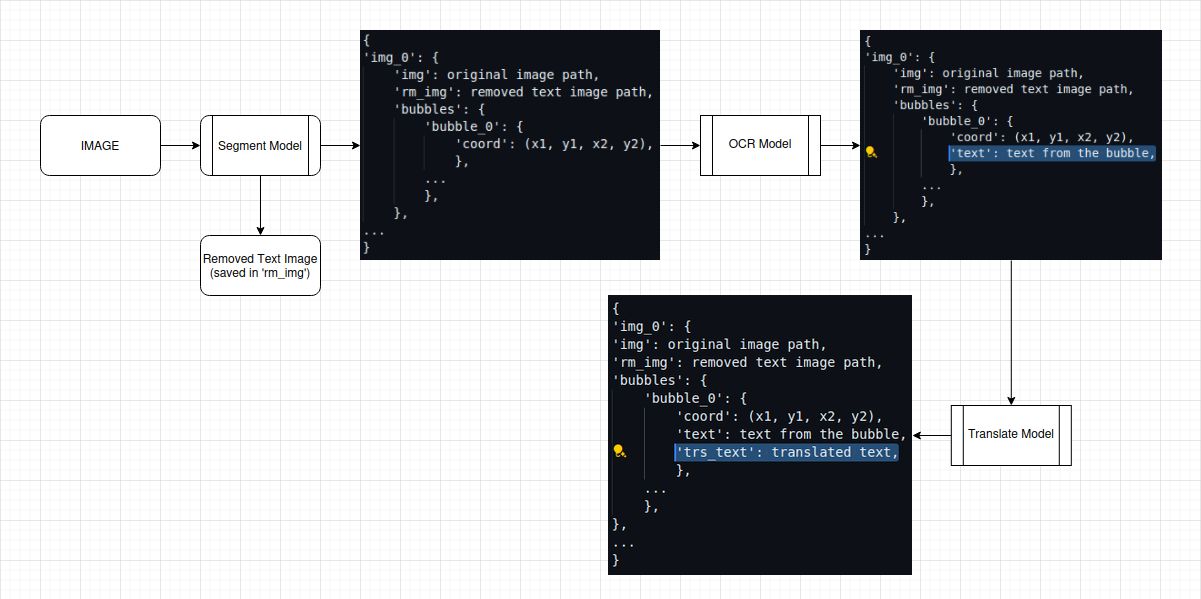 IMAGE
Segment Model
Removed Text Image
(saved in 'rm_img')
{
'img_0': {
'img': original image path,
'rm_img': removed text image path,
'bubbles': {
'bubble_0': {
'coord': (x1, y1, x2, y2),
},
...
},
},
...
}
OCR Model
{
'img_0': {
'img': original image path,
'rm_img': removed text image path,
'bubbles': {
'bubble_0': {
'coord': (x1, y1, x2, y2),
'text': text from the bubble,
},
...
},
},
...
}
Translate Model
{
'img_0': {
'img': original image path,
'rm_img': removed text image path,
'bubbles': {
'bubble_0': {
'coord': (x1, y1, x2, y2),
'text': text from the bubble,
'trs_text': translated text,
},
...
},
},
...
}